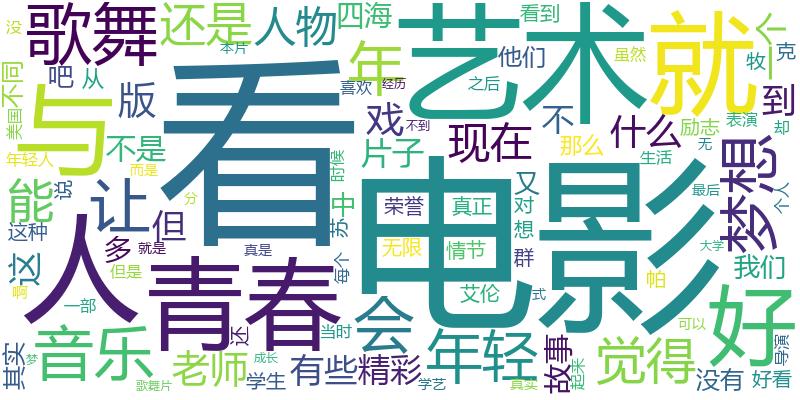 没
本片
歌舞
还是
人物
四海
看到
艺术
就
一个
克
牧
不同
美国
吧
从
版
年
喜欢
经历
他们
之后
虽然
与
看
戏
不到
现在
不
什么
励志
表演
到
却
年轻人
不是
而是
分
时候
片子
那么
生活
无
梦想
能
说
让
但
中
苏
荣誉
真正
又
对
想
电影
最后
个人
这种
这
人
多
就是
但是
真是
每个
无限
情节
群
帕
我们
大学
啊
一部
青春
艾伦
式
可以
好
其实
音乐
还
老师
当时
会
年轻
故事
起来
觉得
导演
梦
成长
歌舞片
学生
有些
精彩
学艺
真实
没有
好看